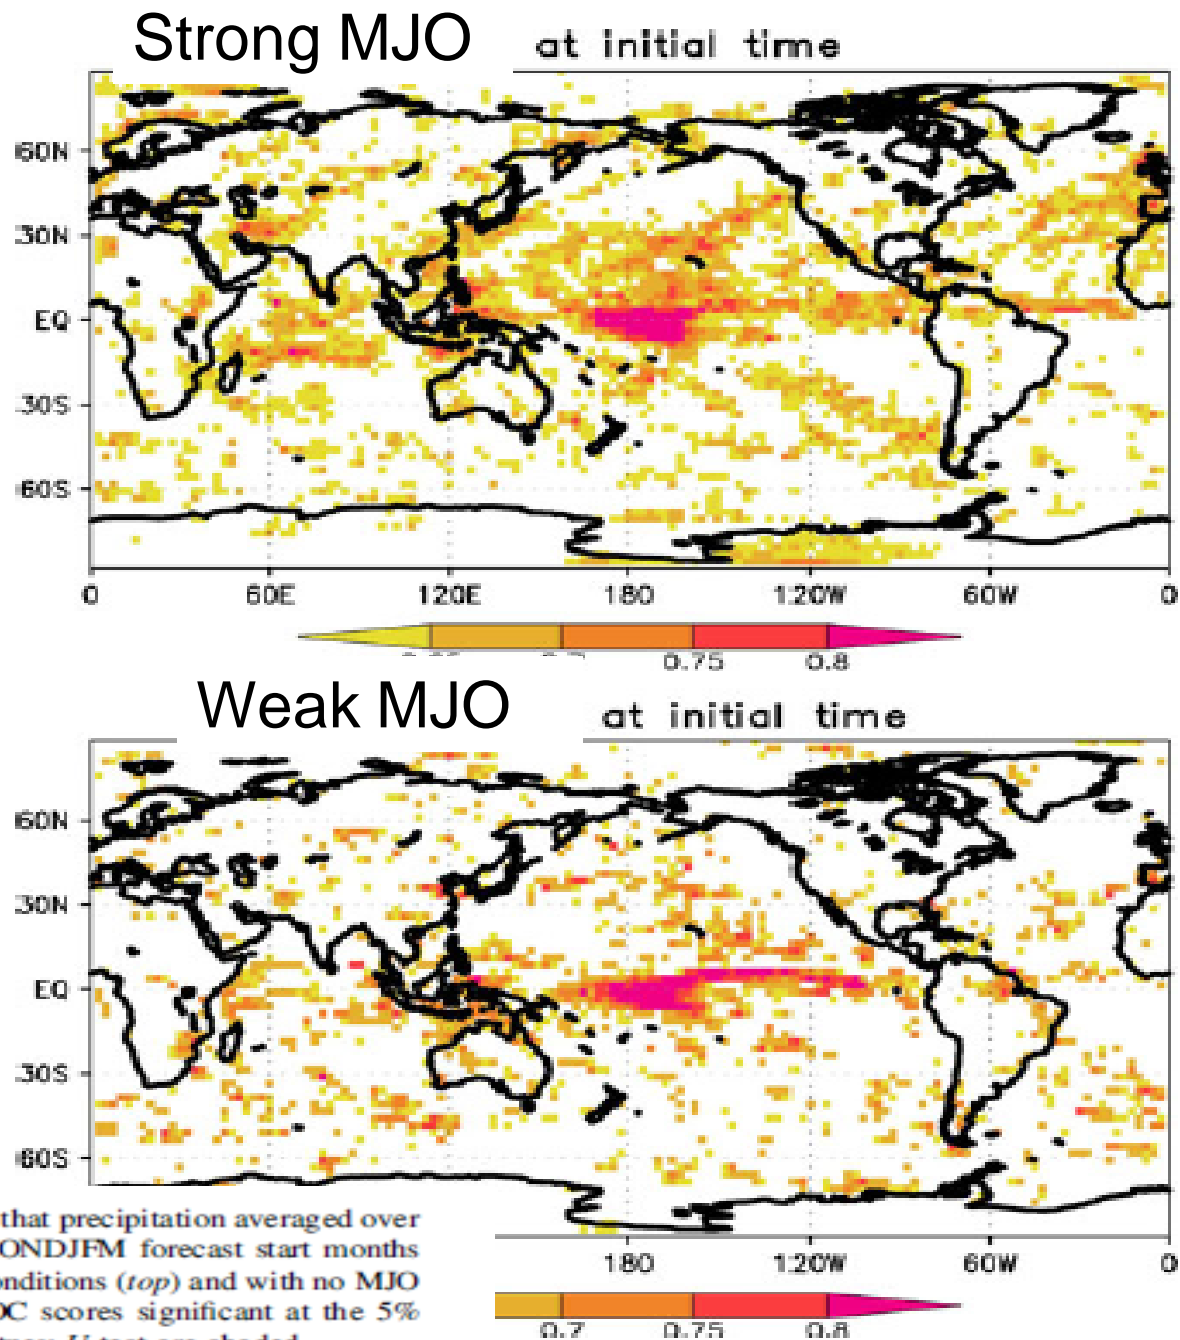 Strong MJO at initial time
60N
30N
EQ
30S
60S
0 60E 120E 180 120W 60W 0
0.75 0.8
Weak MJO at initial time
60N
30N
EQ
30S
60S
that precipitation averaged over
ONDJFM forecast start months
nditions (top) and with no MJO
OC scores significant at the 5%
180 120W 60W 0
0.7 0.75 0.8